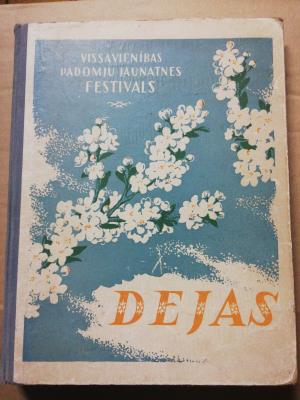 VISSAVIENĪBAS
PADOMJU JAUNATNES
FESTIVALS
DEJAS